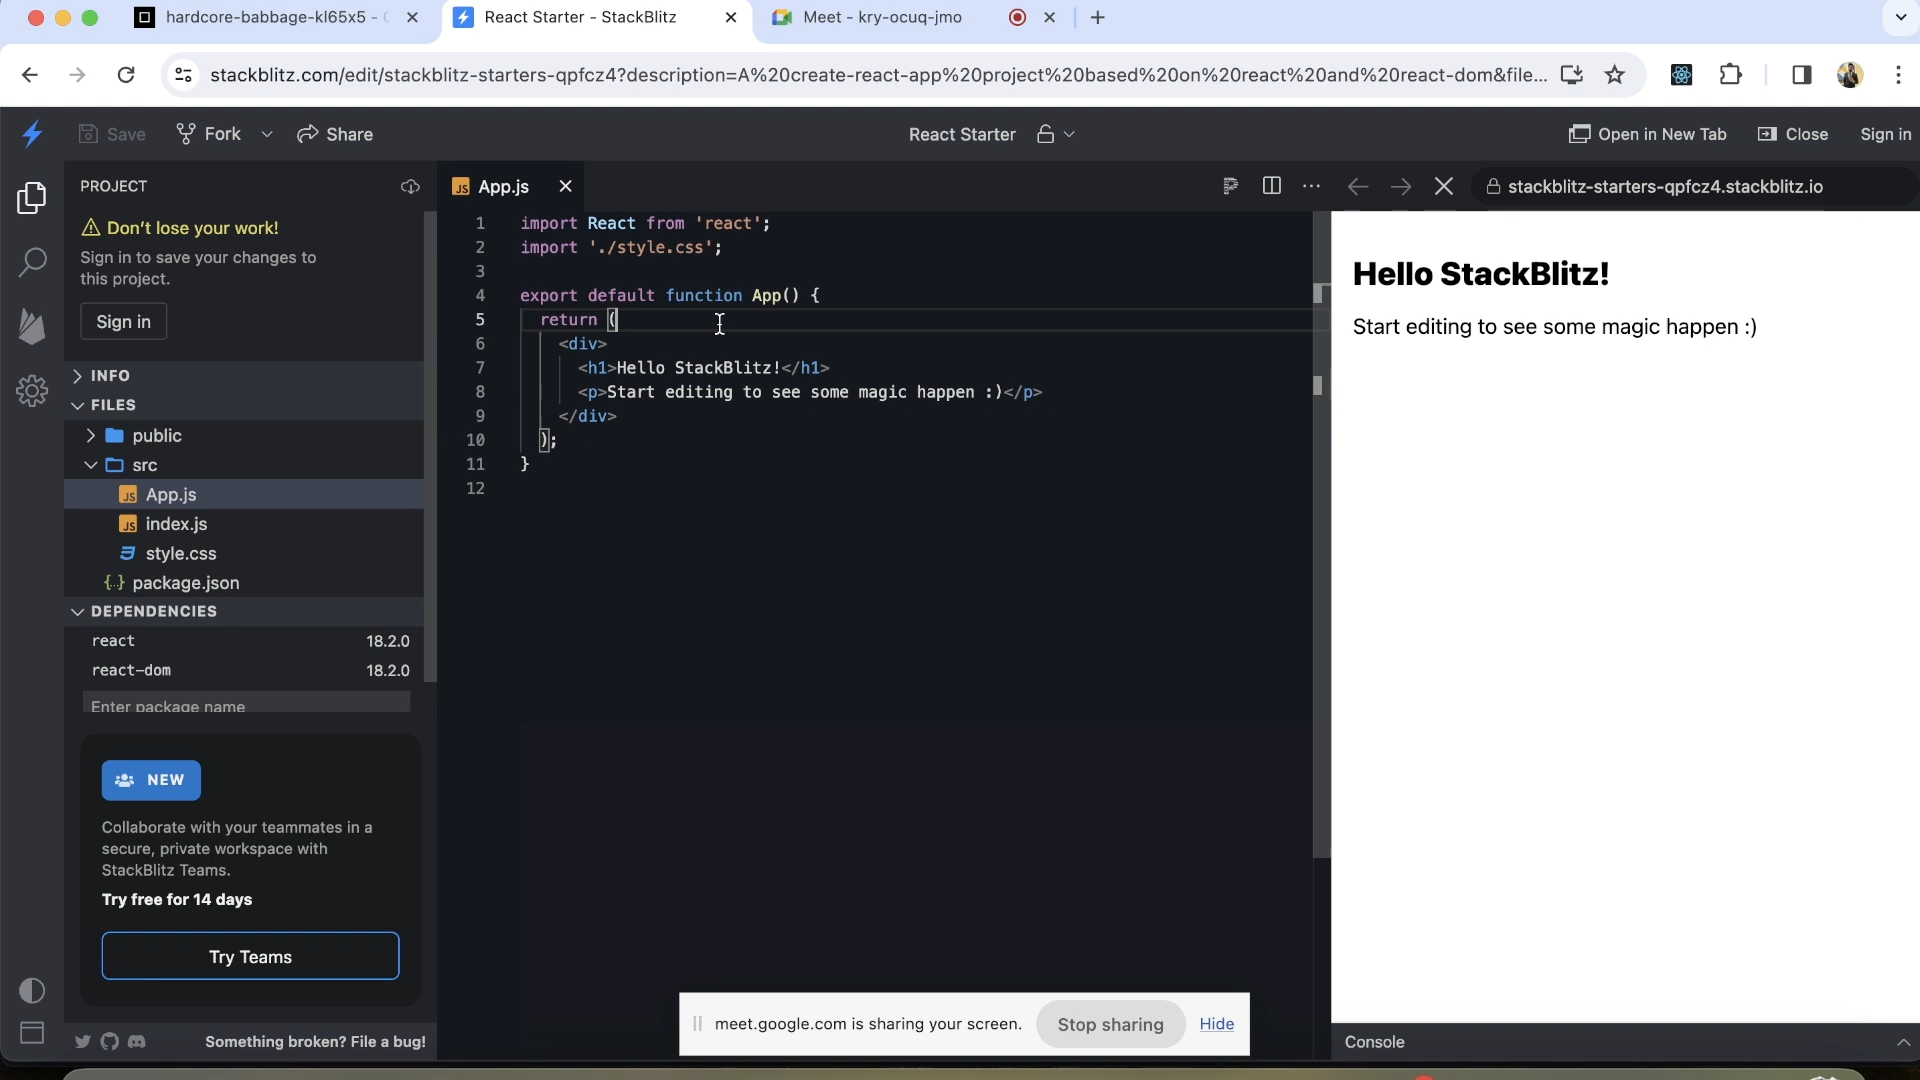 hardcore-babbage-kl65x5 -
React Starter - StackBlitz
Meet - kry-ocuq-jmo
stackblitz.com/edit/stackblitz-starters-qpfcz4?description=A%20create-react-app%20project%20based%20on%20react%20and%20react-dom&file...
Save
Fork
Share
React Starter
Open in New Tab
Close
Sign in
PROJECT
Don't lose your work!
Sign in to save your changes to
this project.
Sign in
INFO
FILES
public
src
JS App.js
JS index.js
style.css
{..} package.json
DEPENDENCIES
react 18.2.0
react-dom 18.2.0
Enter package name
NEW
Collaborate with your teammates in a
secure, private workspace with
StackBlitz Teams.
Try free for 14 days
Try Teams
Something broken? File a bug!
JS App.js
1 import React from 'react';
2 import './style.css';
3
4 export default function App() {
5 return (
6 <div>
7 <h1>Hello StackBlitz!</h1>
8 <p>Start editing to see some magic happen :)</p>
9 </div>
10 );
11 }
12
stackblitz-starters-qpfcz4.stackblitz.io
Hello StackBlitz!
Start editing to see some magic happen :)
meet.google.com is sharing your screen.
Stop sharing
Hide
Console